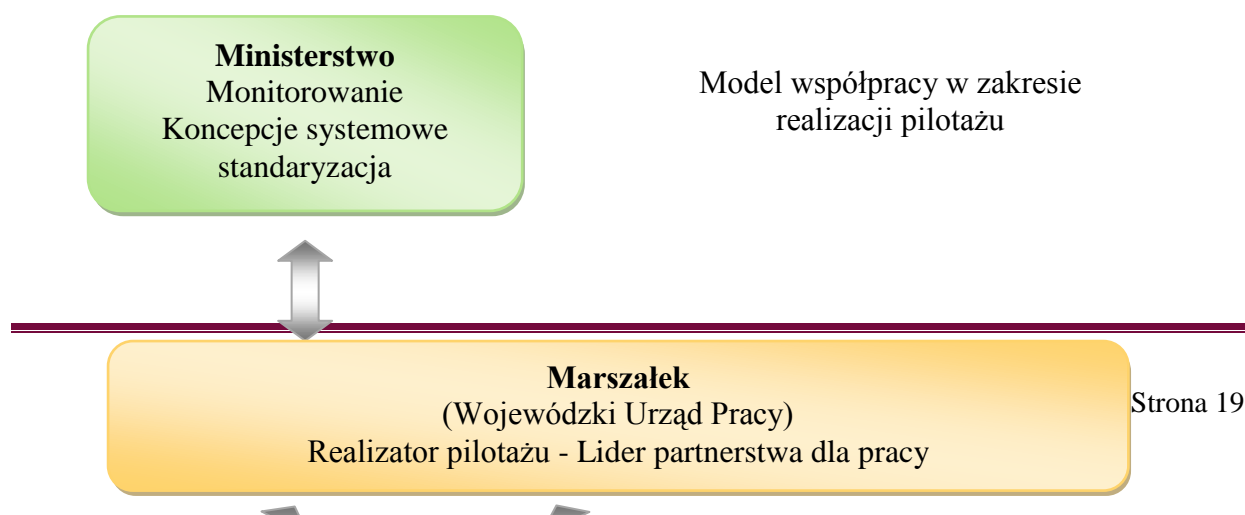 Ministerstwo
Monitorowanie
Koncepcje systemowe
standaryzacja
Model współpracy w zakresie
realizacji pilotażu
Marszałek
(Wojewódzki Urząd Pracy)
Realizator pilotażu - Lider partnerstwa dla pracy
Strona 19